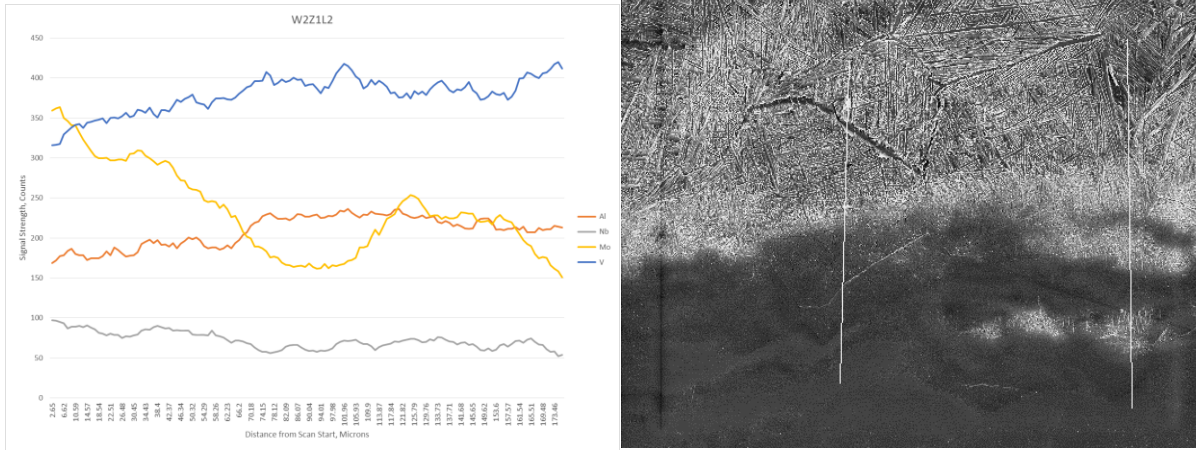 W2Z1L2
450
400
350
300
250
200
150
100
50
0
Signal Strength, Counts
2.65 6.62 10.59 14.57 18.54 22.51 26.48 30.45 34.43 38.4 42.37 46.34 50.32 54.29 58.26 62.23 66.2 70.18 74.15 78.12 82.09 86.07 90.04 94.01 97.98 101.96 105.93 109.9 113.87 117.84 121.82 125.79 129.76 133.73 137.71 141.68 145.65 149.62 153.6 157.57 161.54 165.51 169.48 173.46
Distance from Scan Start, Microns
Al
Nb
Mo
V